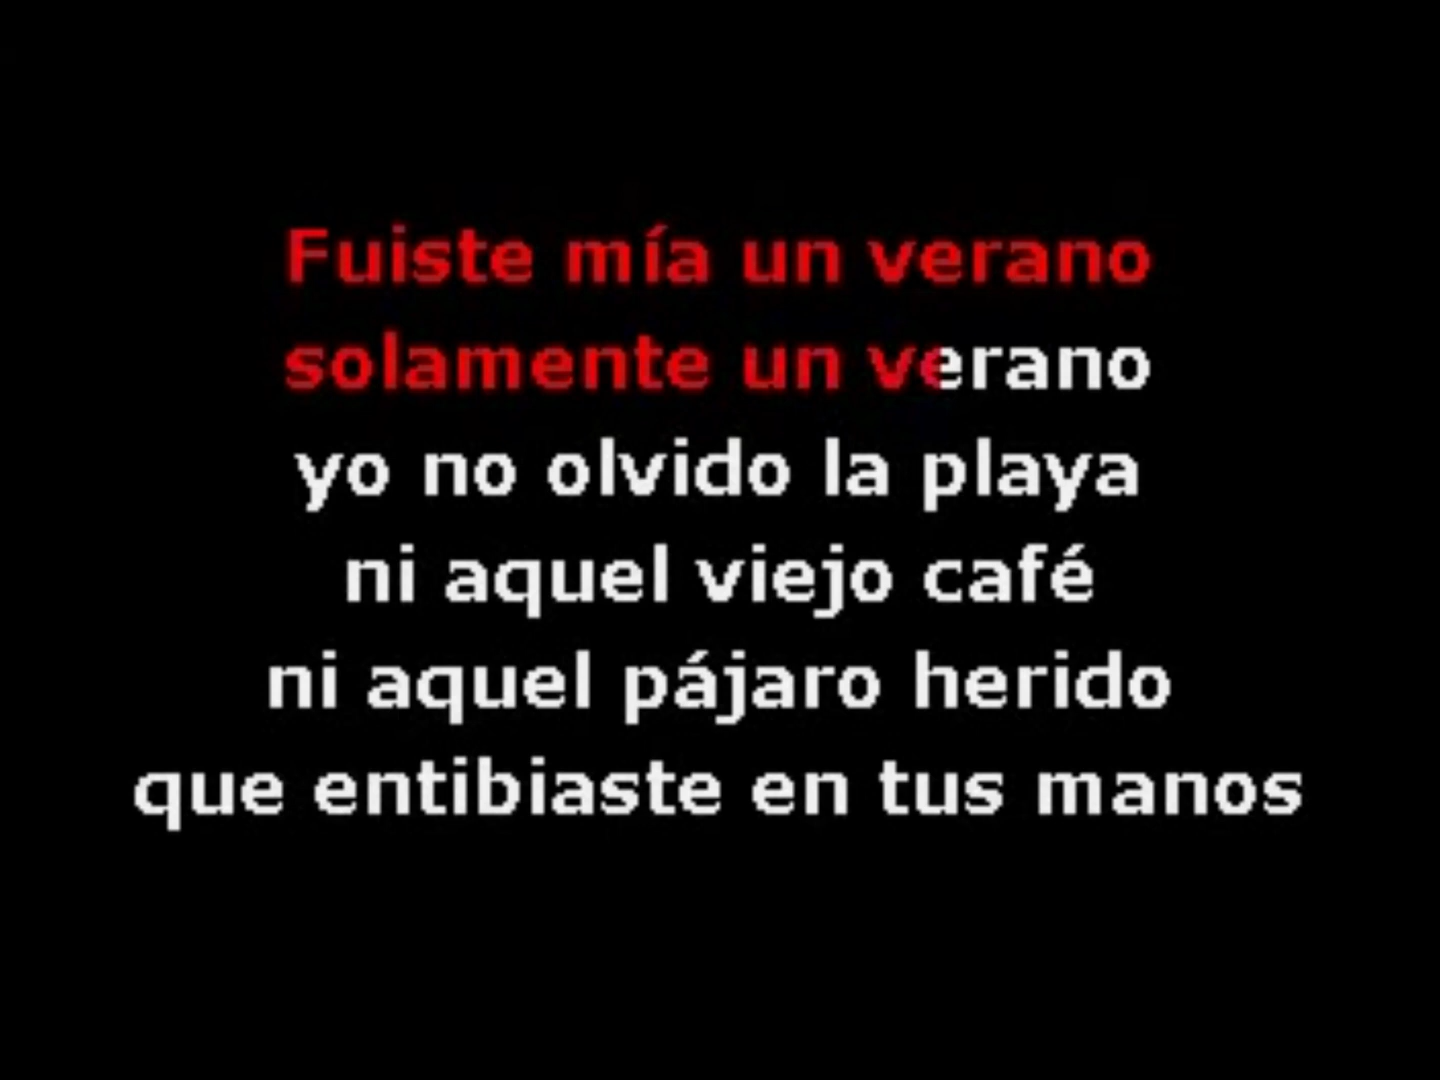 Fuiste mía un verano
solamente un verano
yo no olvido la playa
ni aquel viejo café
ni aquel pájaro herido
que entibiaste en tus manos